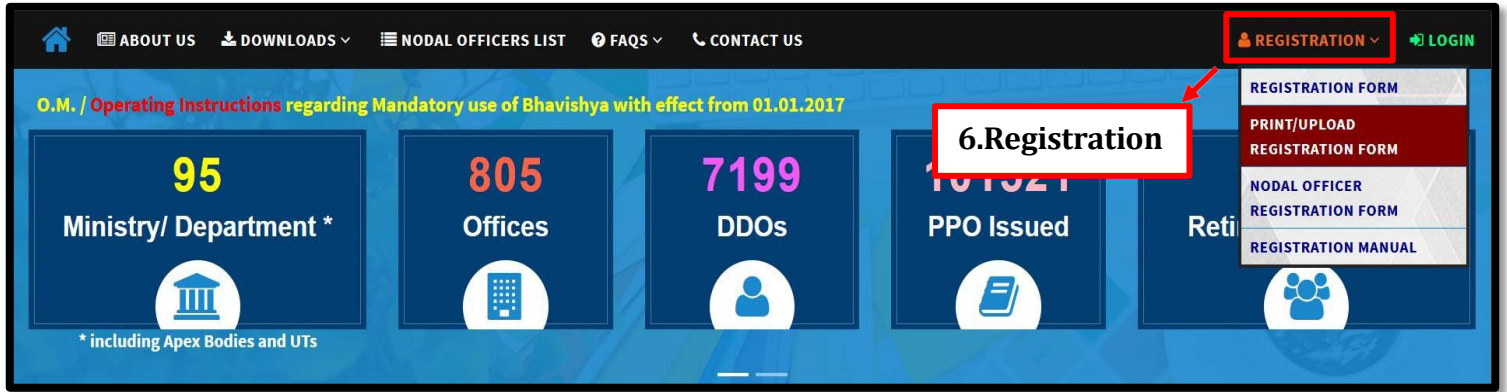 ABOUT US DOWNLOADS NODAL OFFICERS LIST FAQS CONTACT US REGISTRATION LOGIN
O.M. / Operating Instructions regarding Mandatory use of Bhavishya with effect from 01.01.2017
6.Registration
REGISTRATION FORM
PRINT/UPLOAD
REGISTRATION FORM
NODAL OFFICER
REGISTRATION FORM
REGISTRATION MANUAL
95
Ministry/ Department *
805
Offices
7199
DDOs
PPO Issued
* including Apex Bodies and UTs